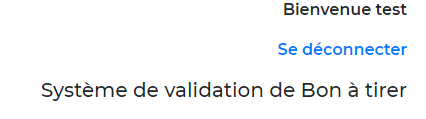 Bienvenue test
Se déconnecter
Système de validation de Bon à tirer